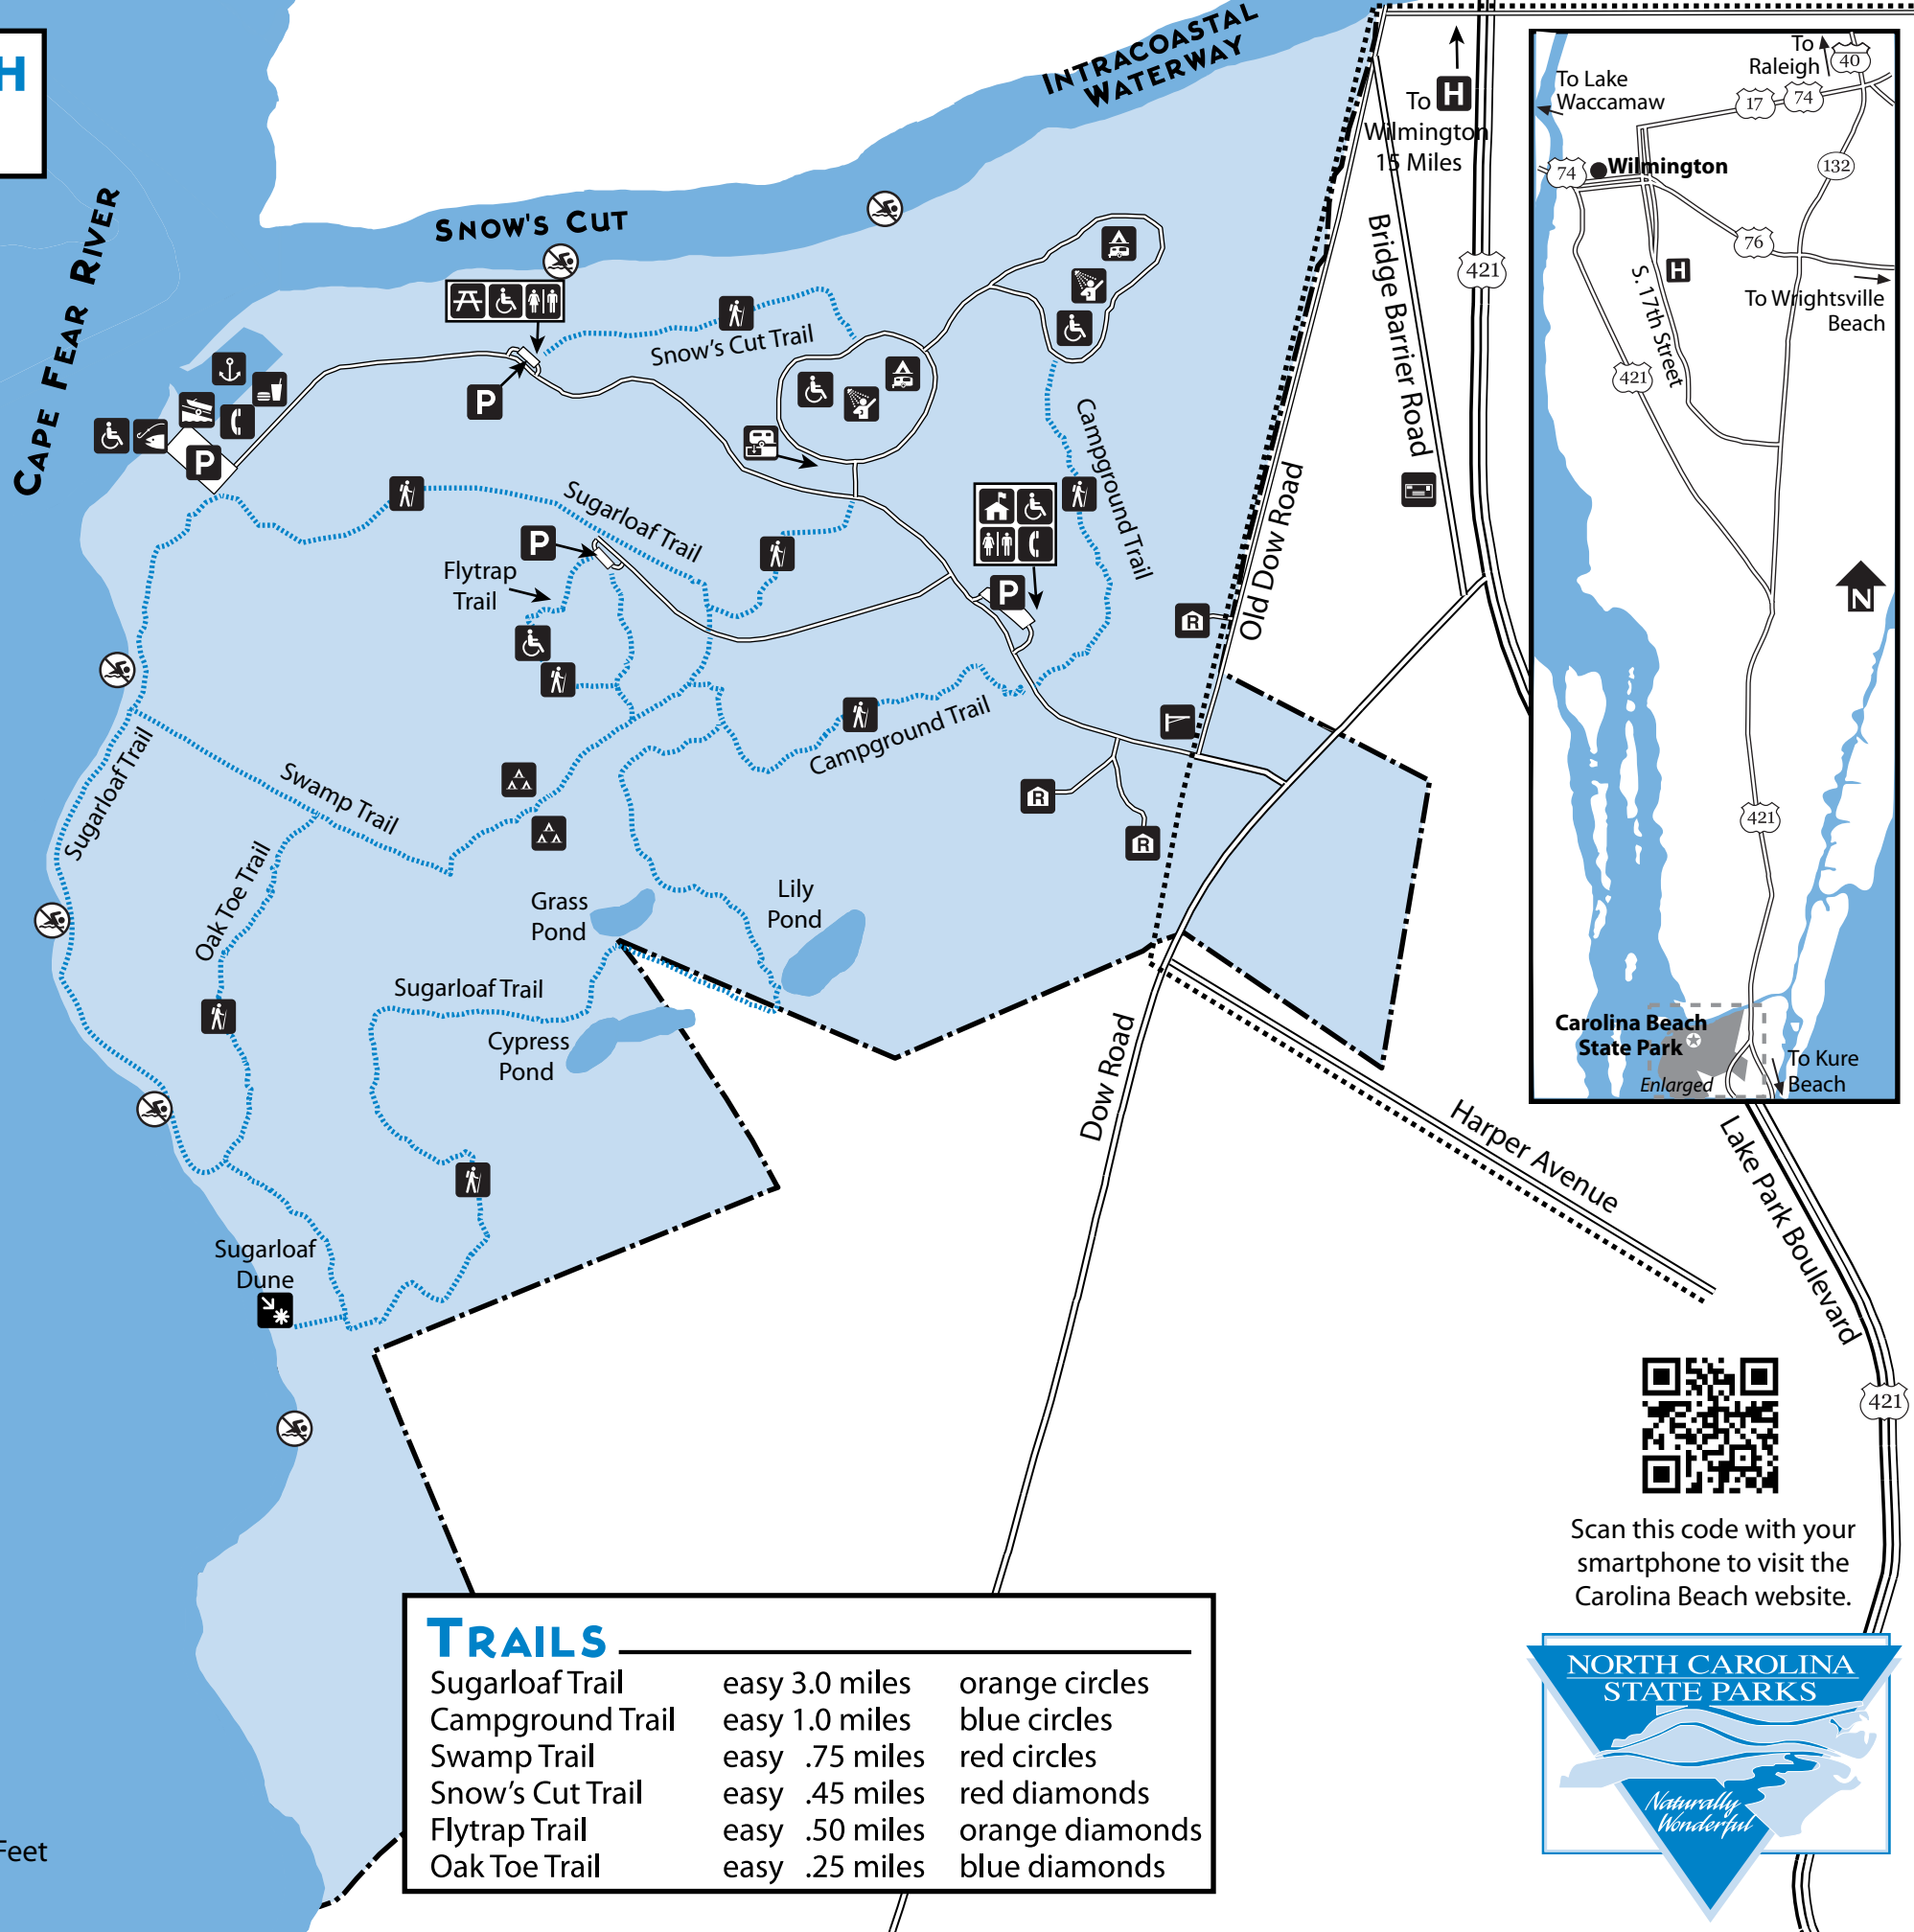 H
INTRACOASTAL
WATERWAY
SNOW'S CUT
CAPE FEAR RIVER
To H
Wilmington
15 Miles
421
Bridge Barrier Road
Old Dow Road
Snow's Cut Trail
Campground Trail
P
P
Sugarloaf Trail
P
Flytrap
Trail
P
R
Campground Trail
R
R
Sugarloaf Trail
Swamp Trail
Oak Toe Trail
Grass
Pond
Lily
Pond
Sugarloaf Trail
Cypress
Pond
Sugarloaf
Dune
Dow Road
Harper Avenue
Lake Park Boulevard
421
To
Raleigh
40
To Lake
Waccamaw
17
74
74
Wilmington
132
76
H
S. 17th Street
To Wrightsville
Beach
421
N
421
Carolina Beach
State Park
Enlarged
To Kure
Beach
Scan this code with your
smartphone to visit the
Carolina Beach website.
NORTH CAROLINA
STATE PARKS
Naturally
Wonderful
TRAILS
Sugarloaf Trail easy 3.0 miles orange circles
Campground Trail easy 1.0 miles blue circles
Swamp Trail easy .75 miles red circles
Snow's Cut Trail easy .45 miles red diamonds
Flytrap Trail easy .50 miles orange diamonds
Oak Toe Trail easy .25 miles blue diamonds
Feet